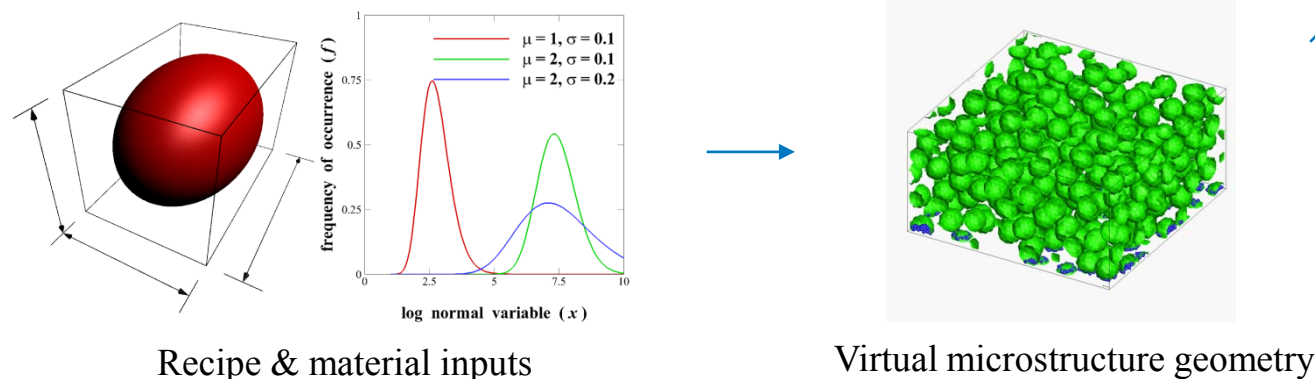 μ = 1, σ = 0.1
μ = 2, σ = 0.1
μ = 2, σ = 0.2
frequency of occurrence (f)
1
0.75
0.5
0.25
0
0
2.5
5
7.5
10
log normal variable (x)
Recipe & material inputs
Virtual microstructure geometry